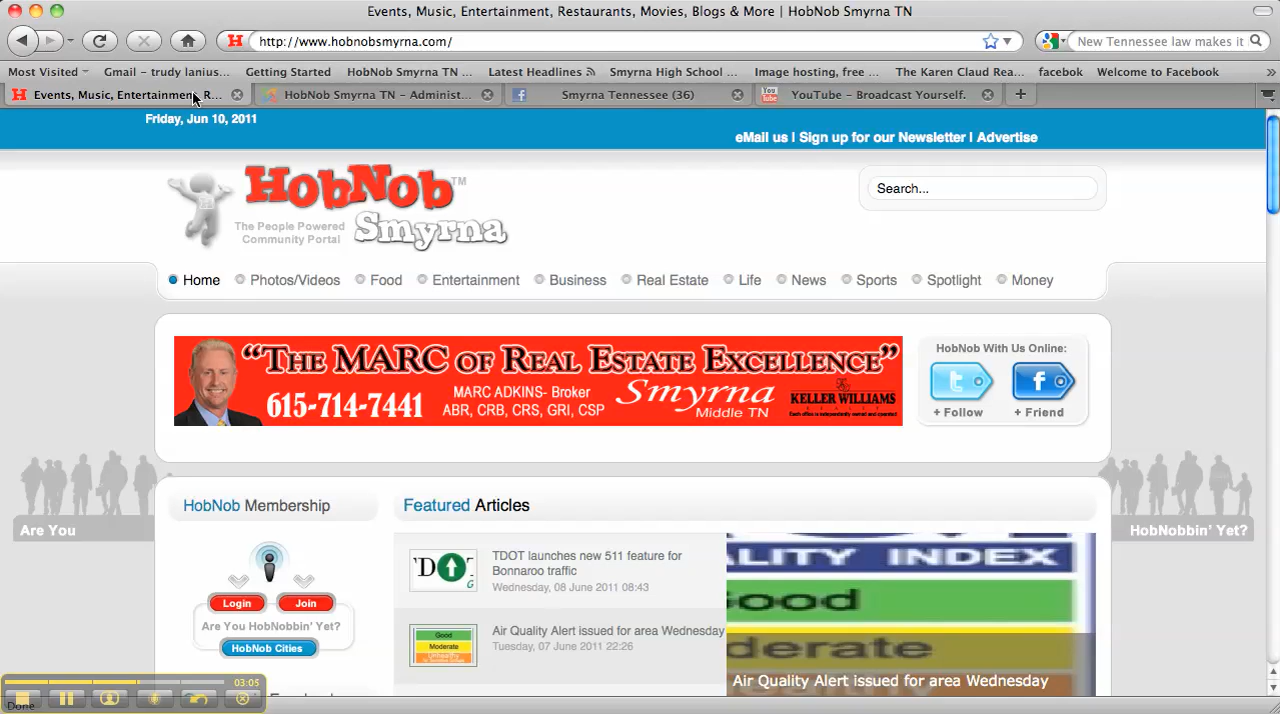 Events, Music, Entertainment, Restaurants, Movies, Blogs & More | HobNob Smyrna TN
http://www.hobnobsmyrna.com/
New Tennessee law makes it
Most Visited
Gmail – trudy lanius...
Getting Started
HobNob Smyrna TN ...
Latest Headlines
Smyrna High School ...
Image hosting, free ...
The Karen Claud Rea...
facebok
Welcome to Facebook
»
Events, Music, Entertainment, R...
HobNob Smyrna TN – Administ...
Smyrna Tennessee (36)
YouTube – Broadcast Yourself.
Friday, Jun 10, 2011
eMail us | Sign up for our Newsletter | Advertise
HobNob™
The People Powered
Community Portal
Smyrna
Search...
Home
Photos/Videos
Food
Entertainment
Business
Real Estate
Life
News
Sports
Spotlight
Money
“The MARC of Real Estate Excellence”
615-714-7441
MARC ADKINS- Broker
ABR, CRB, CRS, GRI, CSP
Smyrna
Middle TN
KELLER WILLIAMS
HobNob With Us Online:
+ Follow
+ Friend
Are You
HobNobbin' Yet?
HobNob Membership
Login
Join
Are You HobNobbin' Yet?
HobNob Cities
Featured Articles
TDOT launches new 511 feature for
Bonnaroo traffic
Wednesday, 08 June 2011 08:43
Air Quality Alert issued for area Wednesday
Tuesday, 07 June 2011 22:26
Good
Moderate
ALITY INDEX
Good
derate
Air Quality Alert issued for area Wednesday
03:05
Done